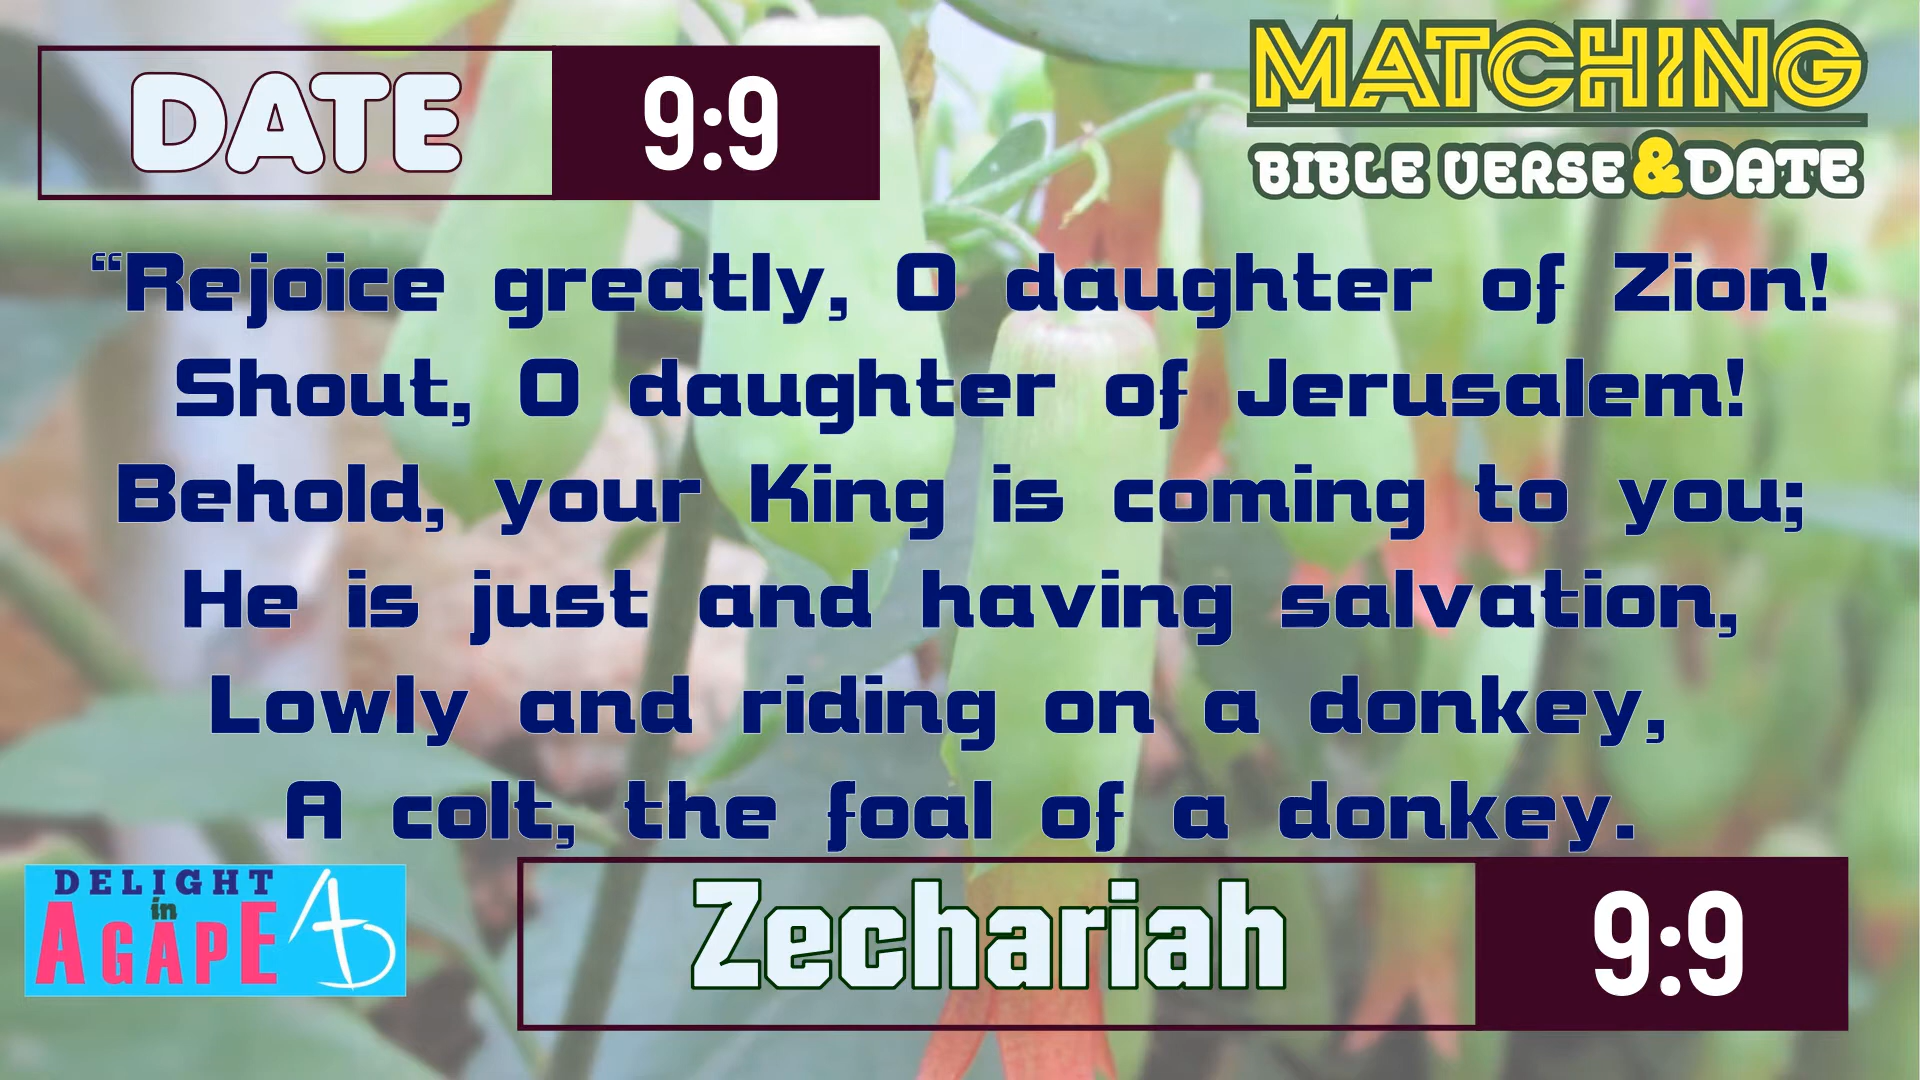 DATE 9:9
MATCHING
BIBLE VERSE & DATE
“Rejoice greatly, O daughter of Zion!
Shout, O daughter of Jerusalem!
Behold, your King is coming to you;
He is just and having salvation,
Lowly and riding on a donkey,
A colt, the foal of a donkey.
DELIGHT
in
AGAPE
Zechariah 9:9